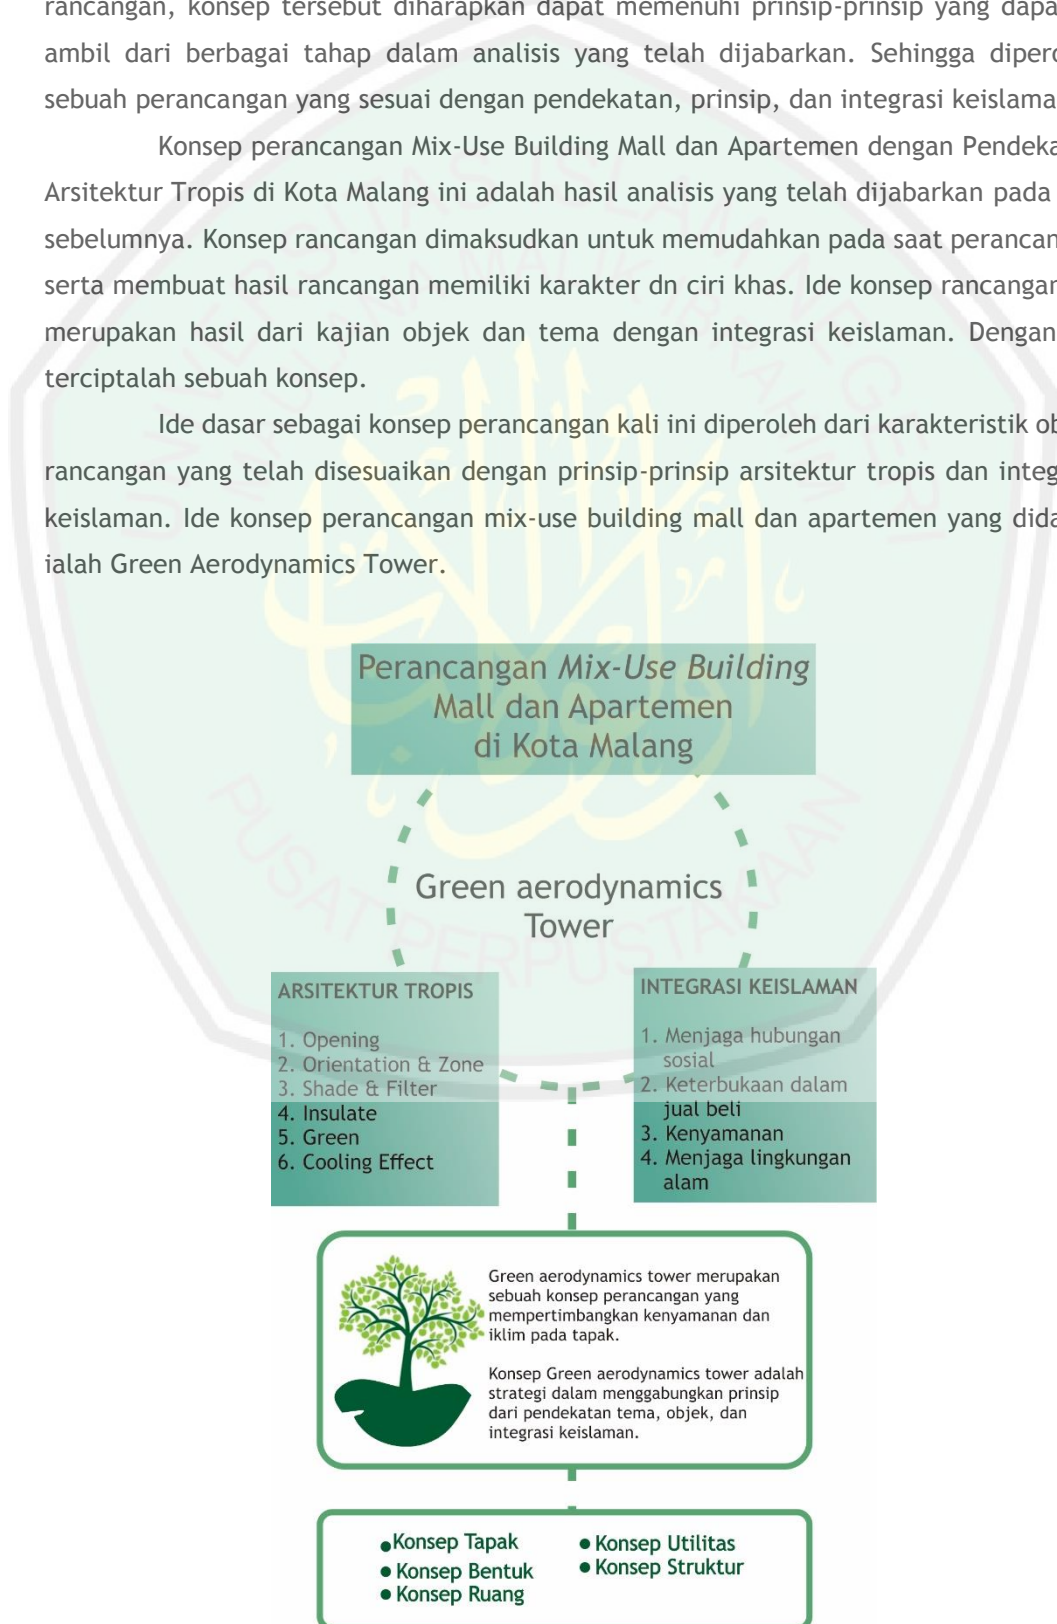 rancangan, konsep tersebut diharapkan dapat memenuhi prinsip-prinsip yang dapa
ambil dari berbagai tahap dalam analisis yang telah dijabarkan. Sehingga dipero
sebuah perancangan yang sesuai dengan pendekatan, prinsip, dan integrasi keislama
Konsep perancangan Mix-Use Building Mall dan Apartemen dengan Pendeka
Arsitektur Tropis di Kota Malang ini adalah hasil analisis yang telah dijabarkan pada
sebelumnya. Konsep rancangan dimaksudkan untuk memudahkan pada saat perancan
serta membuat hasil rancangan memiliki karakter dn ciri khas. Ide konsep rancangan
merupakan hasil dari kajian objek dan tema dengan integrasi keislaman. Dengan
terciptalah sebuah konsep.
Ide dasar sebagai konsep perancangan kali ini diperoleh dari karakteristik ob
rancangan yang telah disesuaikan dengan prinsip-prinsip arsitektur tropis dan integ
keislaman. Ide konsep perancangan mix-use building mall dan apartemen yang dida
ialah Green Aerodynamics Tower.
UNIVERSITAS ISLAM NEGERI
MAULANA MALIK IBRAHIM
PUSAT PERPUSTAKAAN
Perancangan Mix-Use Building
Mall dan Apartemen
di Kota Malang
Green aerodynamics
Tower
ARSITEKTUR TROPIS
1. Opening
2. Orientation & Zone
3. Shade & Filter
4. Insulate
5. Green
6. Cooling Effect
INTEGRASI KEISLAMAN
1. Menjaga hubungan
sosial
2. Keterbukaan dalam
jual beli
3. Kenyamanan
4. Menjaga lingkungan
alam
Green aerodynamics tower merupakan
sebuah konsep perancangan yang
mempertimbangkan kenyamanan dan
iklim pada tapak.
Konsep Green aerodynamics tower adalah
strategi dalam menggabungkan prinsip
dari pendekatan tema, objek, dan
integrasi keislaman.
● Konsep Tapak
● Konsep Bentuk
● Konsep Ruang
● Konsep Utilitas
● Konsep Struktur